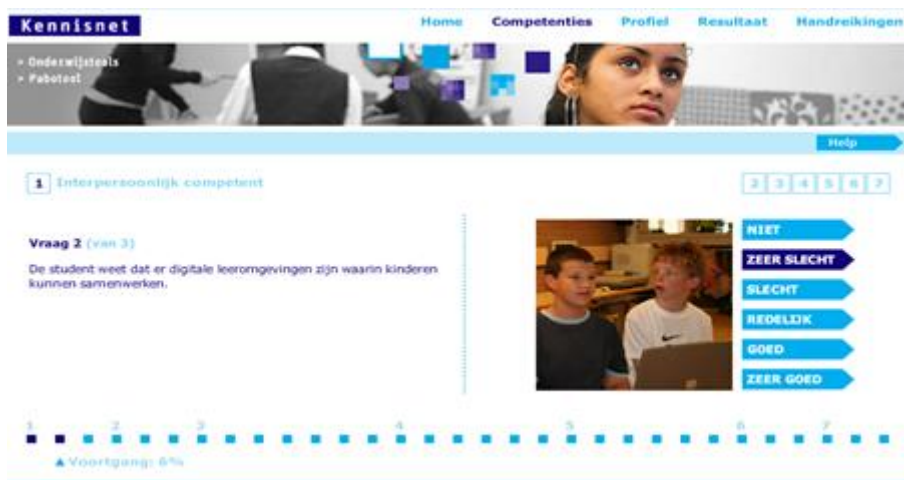 Kennisnet
Home Competenties Profiel Resultaat Handreikingen
» Onderwijstools
» Pabotool
Help
1 Interpersoonlijk competent
2 3 4 5 6 7
Vraag 2 (van 3)
De student weet dat er digitale leeromgevingen zijn waarin kinderen
kunnen samenwerken.
NIET
ZEER SLECHT
SLECHT
REDELIJK
GOED
ZEER GOED
1 2 3 4 5 6 7
▲ Voortgang: 6%